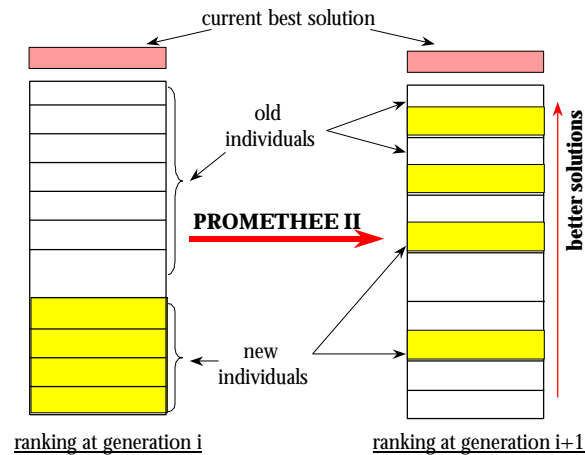 current best solution
old
individuals
PROMETHEE II
better solutions
new
individuals
ranking at generation i
ranking at generation i+1